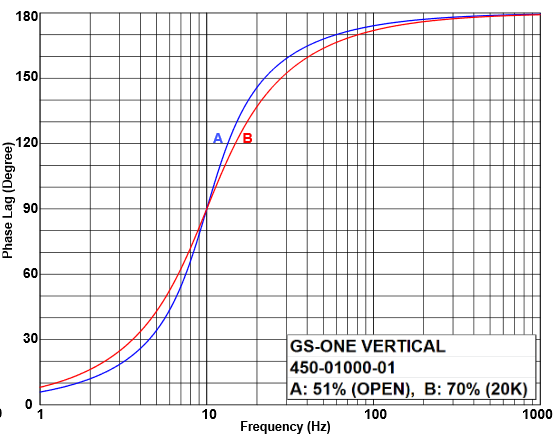 180
150
120
A
B
90
60
30
0
Phase Lag (Degree)
GS-ONE VERTICAL
450-01000-01
A: 51% (OPEN), B: 70% (20K)
0
1
10
100
1000
Frequency (Hz)